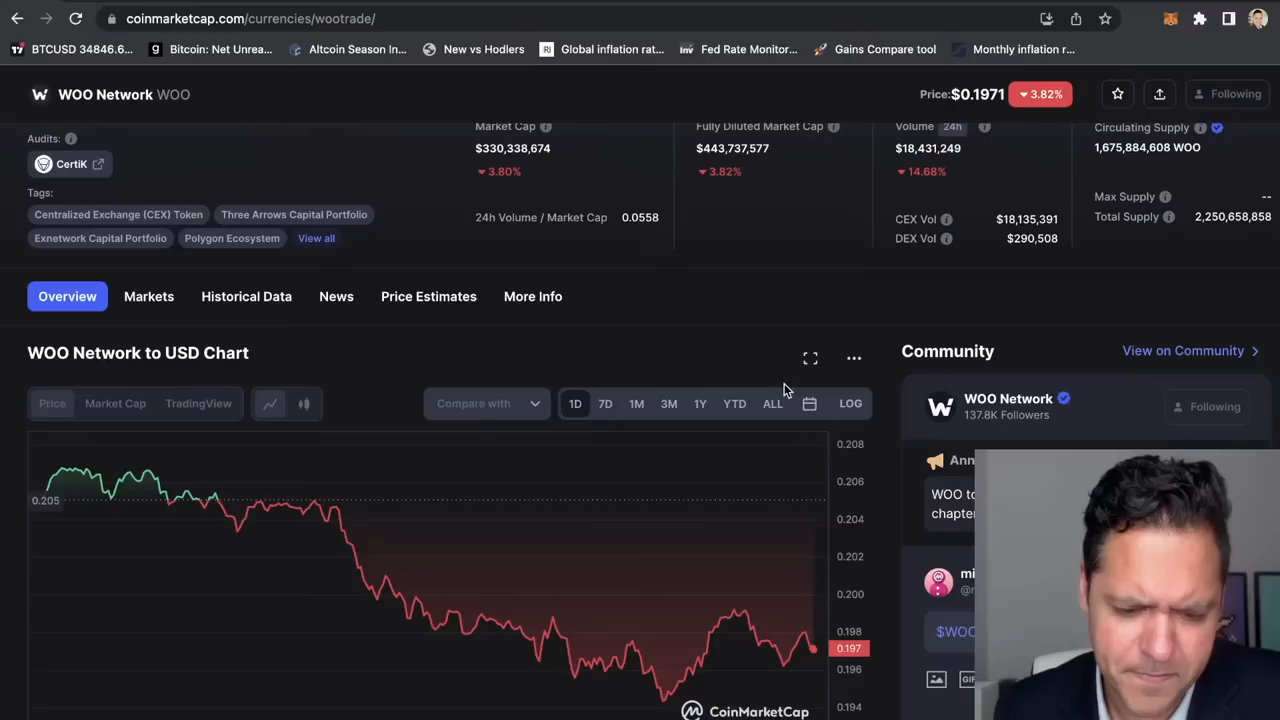 coinmarketcap.com/currencies/wootrade/
BTCUSD 34846.6... Bitcoin: Net Unrea... Altcoin Season In... New vs Hodlers Global inflation rat... Fed Rate Monitor... Gains Compare tool Monthly inflation r...
WOO Network WOO Price:$0.1971 3.82% Following
Audits: Market Cap Fully Diluted Market Cap Volume 24h Circulating Supply
CertiK $330,338,674 $443,737,577 $18,431,249 1,675,884,608 WOO
3.80% 3.82% 14.68%
Tags: Max Supply --
Centralized Exchange (CEX) Token Three Arrows Capital Portfolio 24h Volume / Market Cap 0.0558 CEX Vol $18,135,391 Total Supply 2,250,658,858
Exnetwork Capital Portfolio Polygon Ecosystem View all DEX Vol $290,508
Overview Markets Historical Data News Price Estimates More Info
WOO Network to USD Chart Community View on Community
Price Market Cap TradingView Compare with 1D 7D 1M 3M 1Y YTD ALL LOG
WOO Network Following
137.8K Followers
0.208
Ann
0.206
0.205
WOO to
chapter
0.204
0.202
mi
0.200
0.198
$WOO
0.197
0.196
GIF
0.194
CoinMarketCap